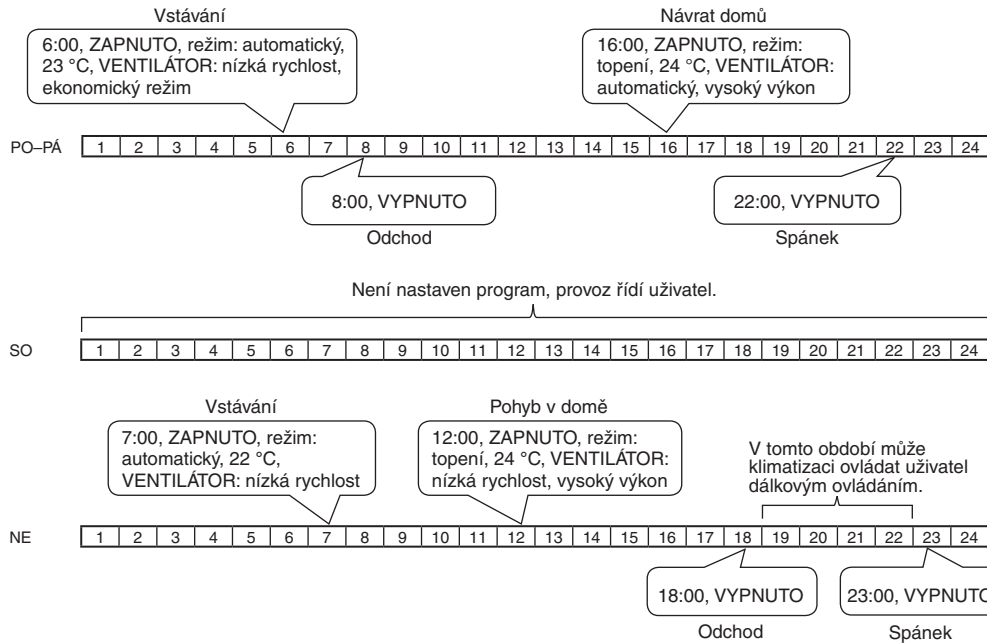 Vstávání
6:00, ZAPNUTO, režim: automatický,
23 °C, VENTILÁTOR: nízká rychlost,
ekonomický režim
Návrat domů
16:00, ZAPNUTO, režim:
topení, 24 °C, VENTILÁTOR:
automatický, vysoký výkon
PO–PÁ 1 2 3 4 5 6 7 8 9 10 11 12 13 14 15 16 17 18 19 20 21 22 23 24
8:00, VYPNUTO
Odchod
22:00, VYPNUTO
Spánek
Není nastaven program, provoz řídí uživatel.
SO 1 2 3 4 5 6 7 8 9 10 11 12 13 14 15 16 17 18 19 20 21 22 23 24
Vstávání
7:00, ZAPNUTO, režim:
automatický, 22 °C,
VENTILÁTOR: nízká rychlost
Pohyb v domě
12:00, ZAPNUTO, režim:
topení, 24 °C, VENTILÁTOR:
nízká rychlost, vysoký výkon
V tomto období může
klimatizaci ovládat uživatel
dálkovým ovládáním.
NE 1 2 3 4 5 6 7 8 9 10 11 12 13 14 15 16 17 18 19 20 21 22 23 24
18:00, VYPNUTO
Odchod
23:00, VYPNUTO
Spánek